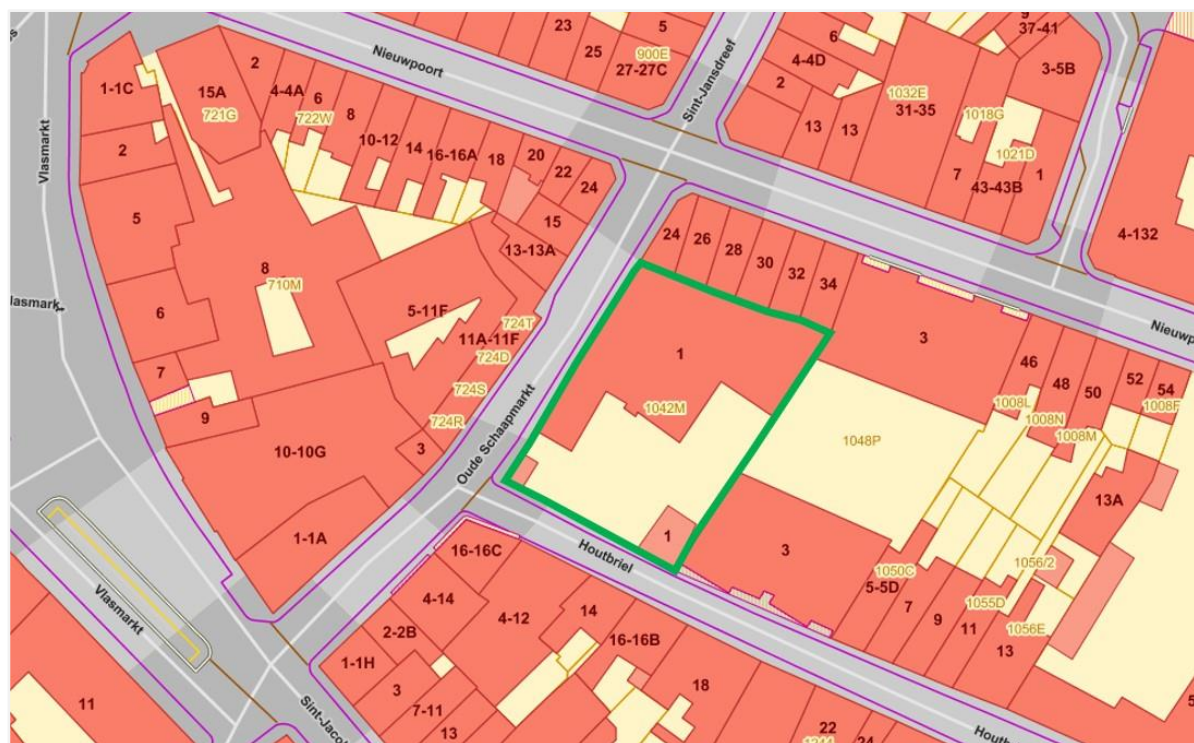 23
5
9
37-41
Nieuwpoort
25
900E
27-27C
6
4-4D
3-5B
1-1C
15A
2
4-4A
6
8
721G
722W
Sint-Jansdreef
2
1032E
31-35
1018G
Vlasmarkt
2
10-12
14
16-16A
18
20
22
24
13
13
1021D
7
43-43B
1
5
15
13-13A
24
26
28
30
32
34
4-132
8
710M
5-11F
11A-11F
724T
724D
724S
724R
6
7
9
3
Nieuwp
1
1042M
46
48
50
52
54
1008L
1008N
1008M
1008F
10-10G
3
Oude Schaapmarkt
1048P
13A
1-1A
1
3
Houtbriel
1050C
5-5D
7
9
11
13
1055D
1056/2
1056E
Vlasmarkt
16-16C
4-14
4-12
14
16-16B
2-2B
1-1H
3
7-11
13
18
22
24
11
Sint-Jacob
Houtb
5